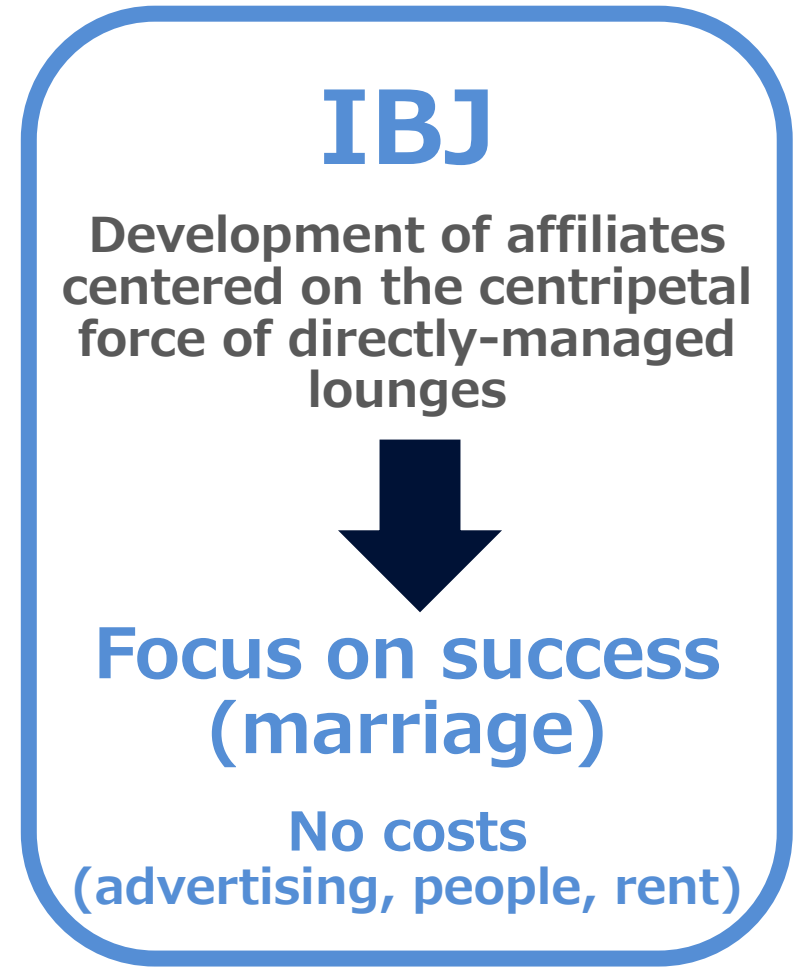 IBJ
Development of affiliates
centered on the centripetal
force of directly-managed
lounges
Focus on success
(marriage)
No costs
(advertising, people, rent)